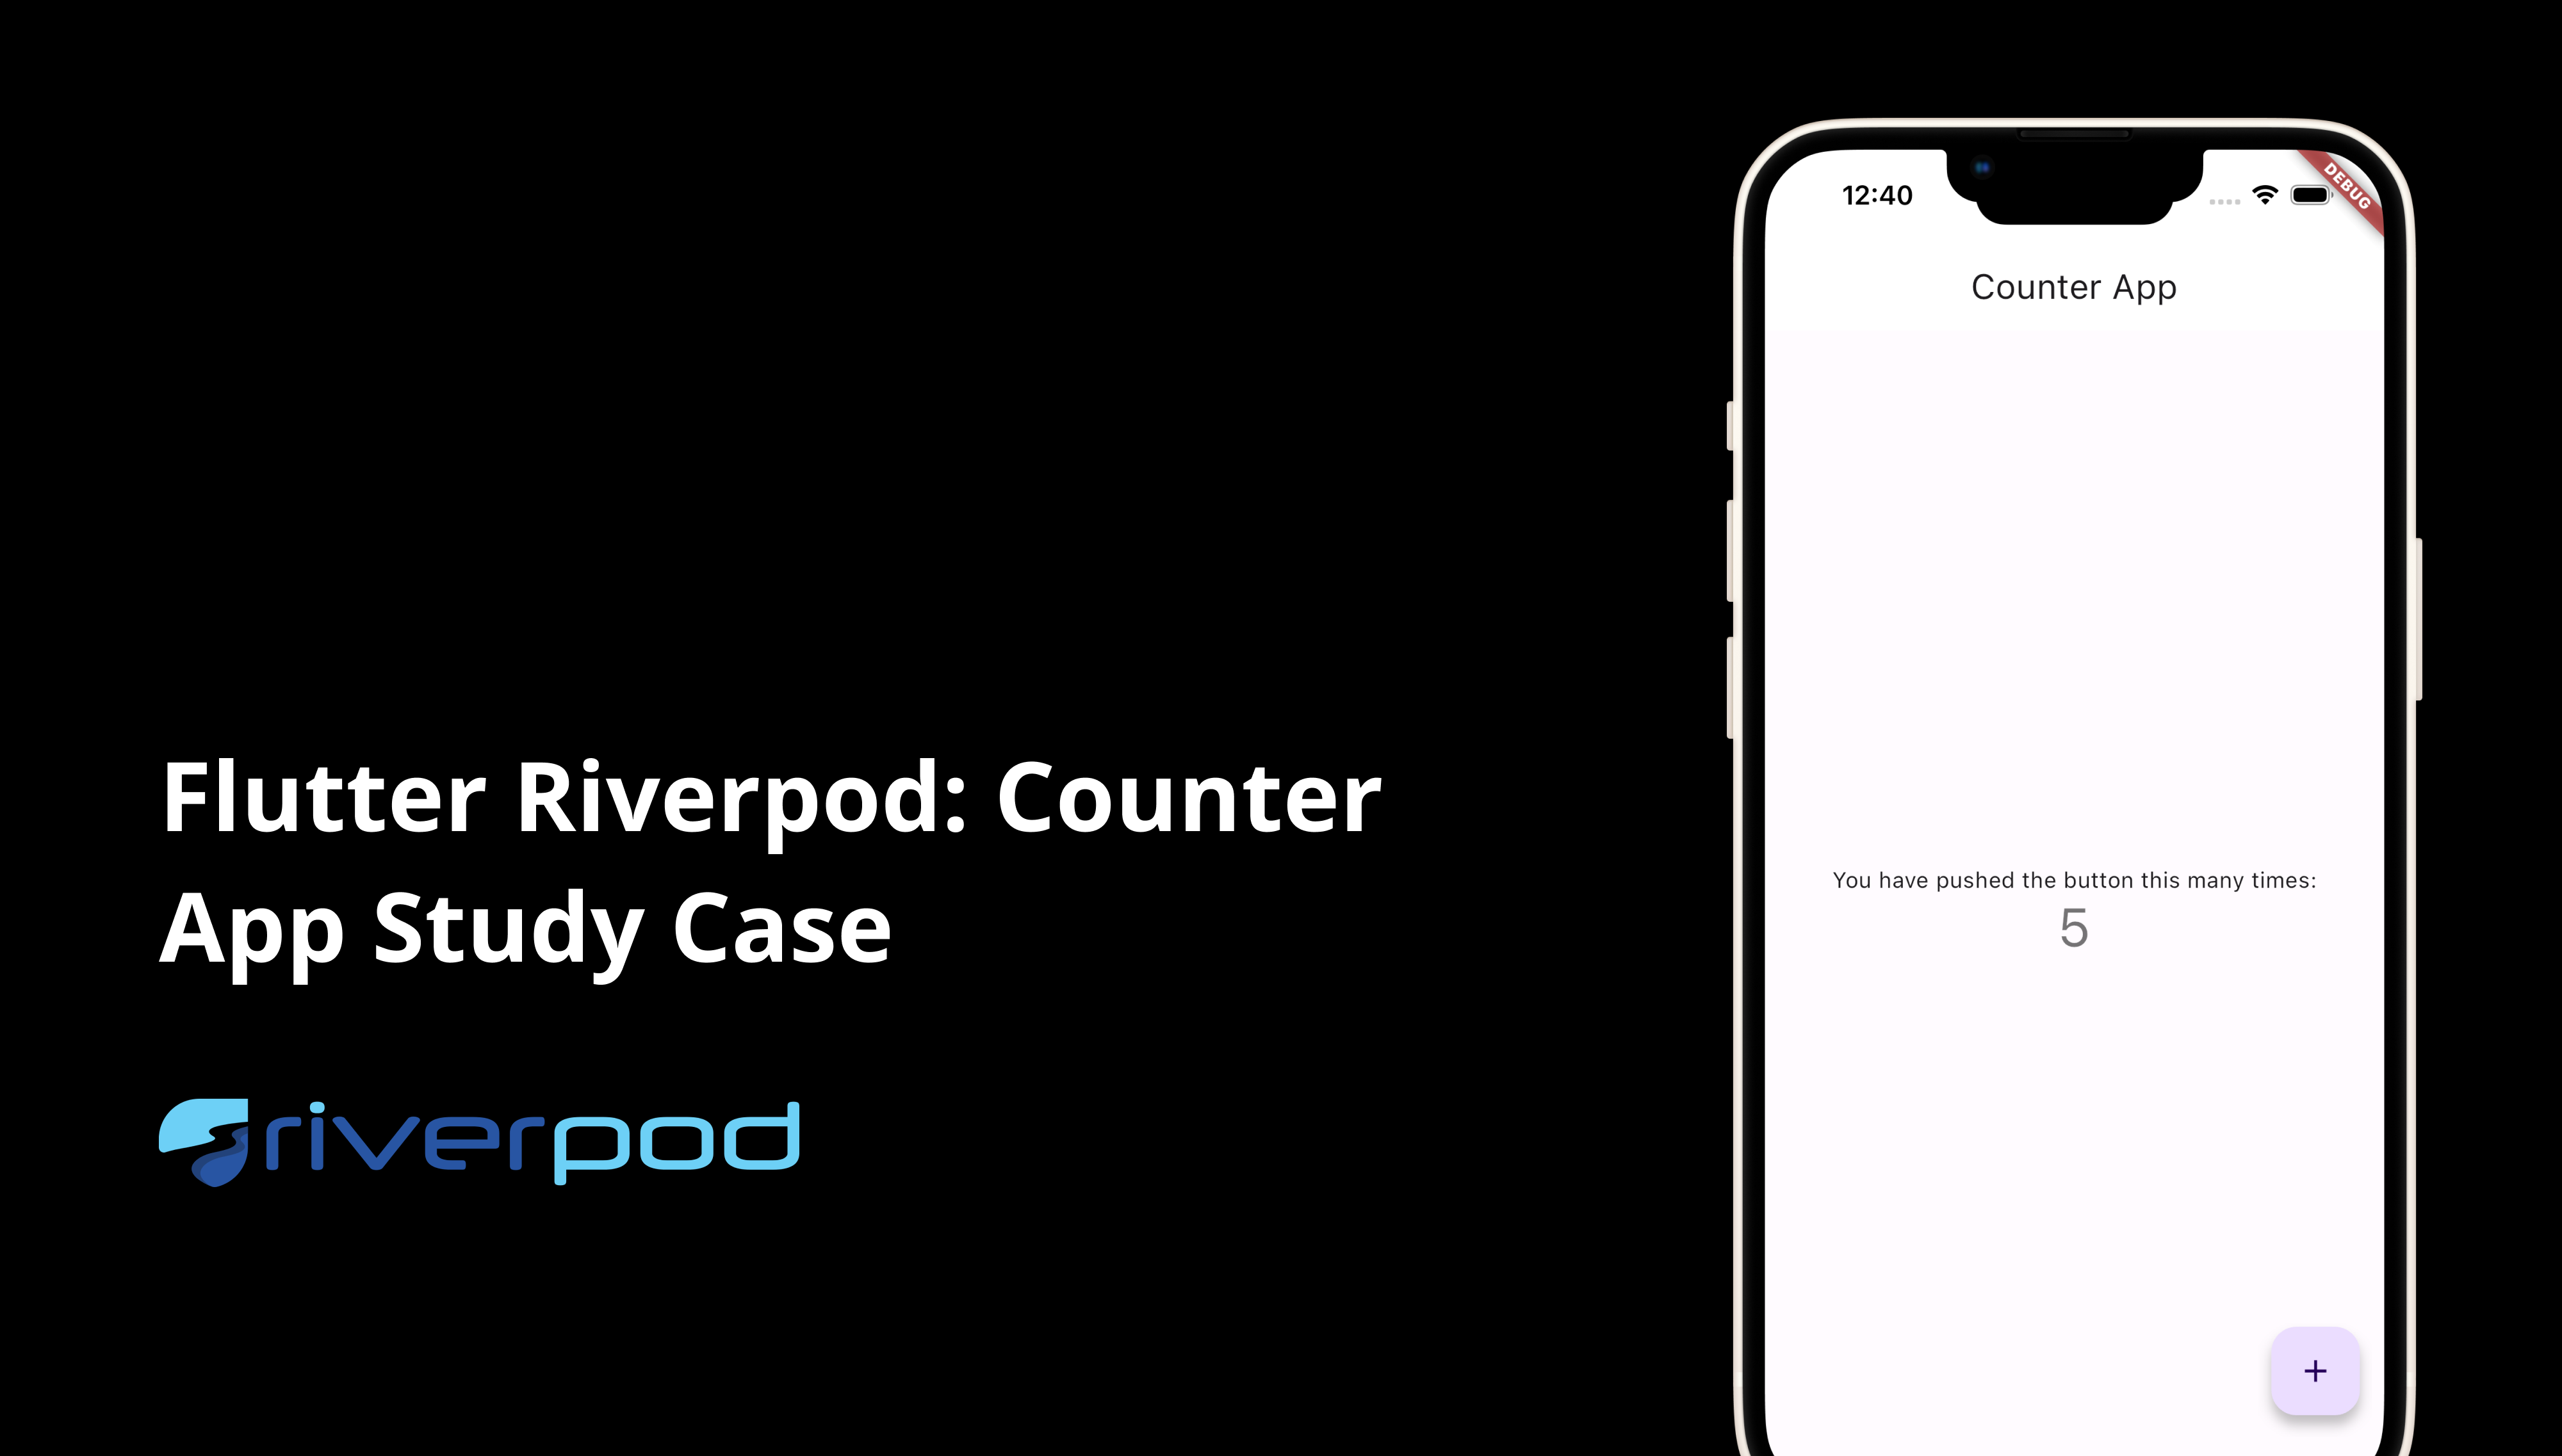 Flutter Riverpod: Counter
App Study Case
riverpod
12:40
DEBUG
Counter App
You have pushed the button this many times:
5
+